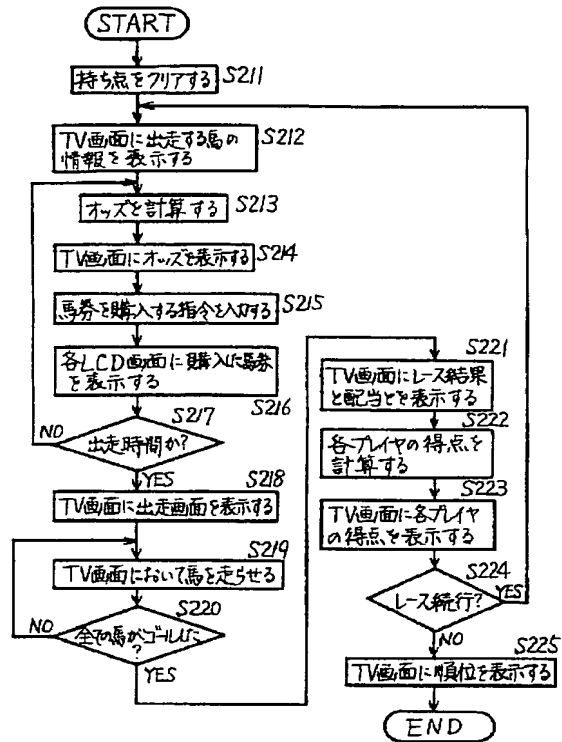 START
持ち点をクリアする S211
TV画面に出走する馬の
情報を表示する
S212
オッズを計算する S213
TV画面にオッズを表示する S214
馬券を購入する指令を入力する S215
各LCD画面に購入した馬券
を表示する
S216
出走時間か? S217
NO
YES
TV画面に出走画面を表示する S218
TV画面において馬を走らせる S219
全ての馬がゴールした
?
S220
NO
YES
S221
TV画面にレース結果
と配当とを表示する
S222
各プレイヤの得点を
計算する
S223
TV画面に各プレイヤ
の得点を表示する
S224
レース続行?
YES
NO
S225
TV画面に順位を表示する
END